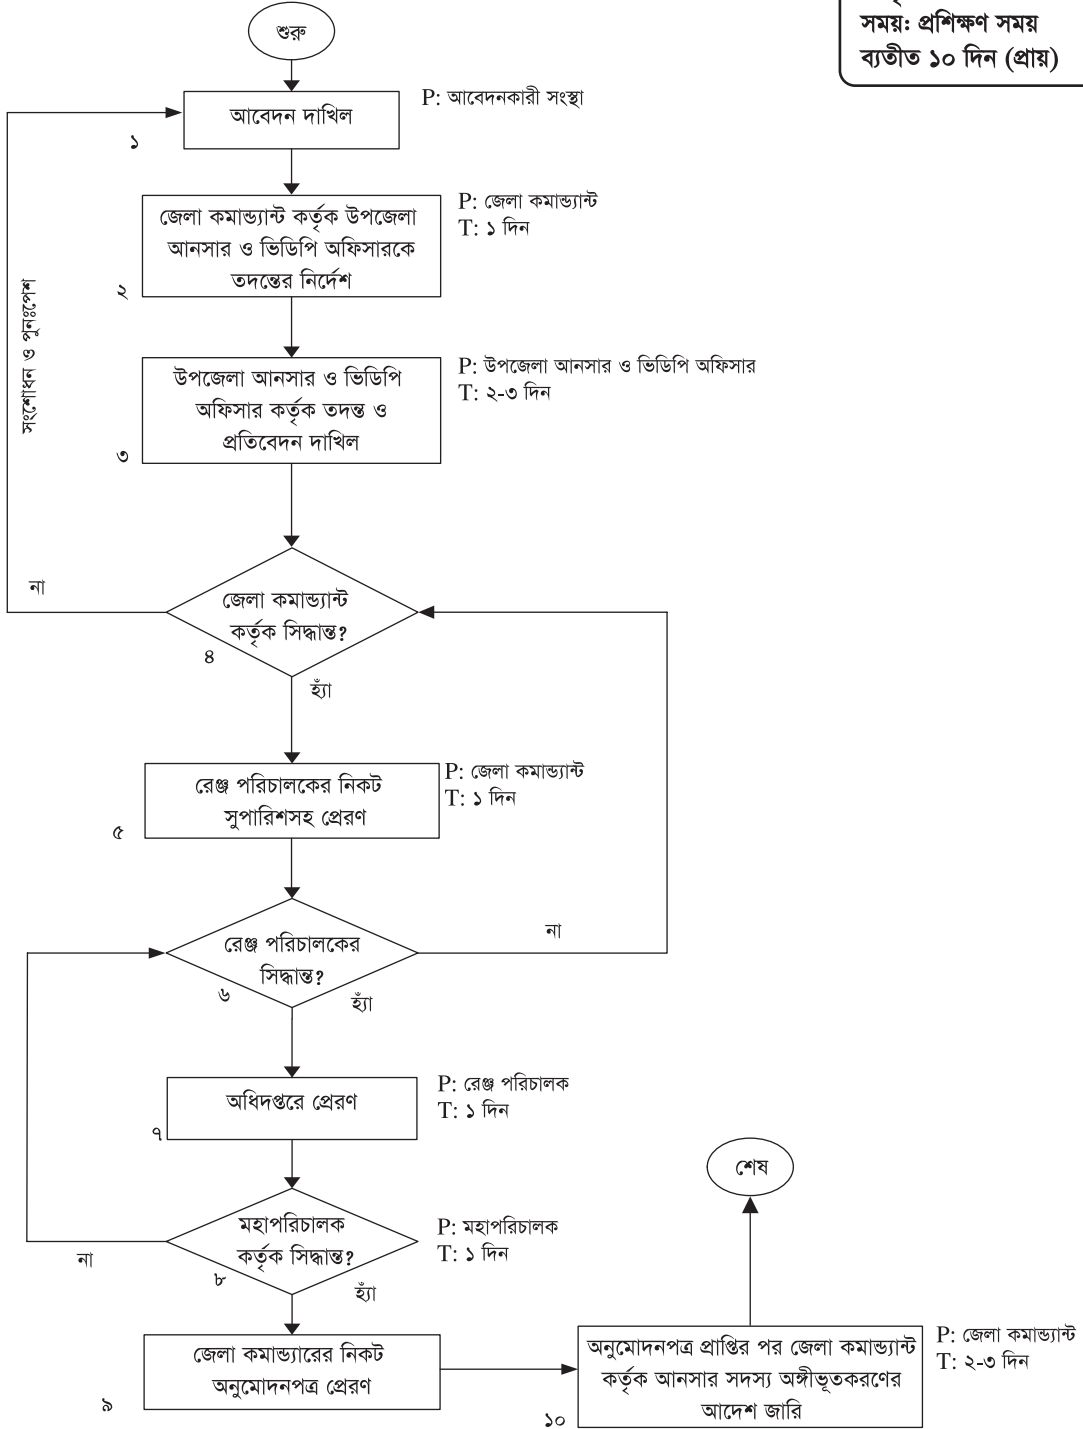 সময়: প্রশিক্ষণ সময়
ব্যতীত ১০ দিন (প্রায়)
শুরু
আবেদন দাখিল
P: আবেদনকারী সংস্থা
১
জেলা কমান্ড্যান্ট কর্তৃক উপজেলা
আনসার ও ভিডিপি অফিসারকে
তদন্তের নির্দেশ
P: জেলা কমান্ড্যান্ট
T: ১ দিন
২
সংশোধন ও পুনঃপেশ
উপজেলা আনসার ও ভিডিপি
অফিসার কর্তৃক তদন্ত ও
প্রতিবেদন দাখিল
P: উপজেলা আনসার ও ভিডিপি অফিসার
T: ২-৩ দিন
৩
না
জেলা কমান্ড্যান্ট
কর্তৃক সিদ্ধান্ত?
৪
হ্যাঁ
রেঞ্জ পরিচালকের নিকট
সুপারিশসহ প্রেরণ
P: জেলা কমান্ড্যান্ট
T: ১ দিন
৫
রেঞ্জ পরিচালকের
সিদ্ধান্ত?
না
৬
হ্যাঁ
অধিদপ্তরে প্রেরণ
P: রেঞ্জ পরিচালক
T: ১ দিন
৭
মহাপরিচালক
কর্তৃক সিদ্ধান্ত?
P: মহাপরিচালক
T: ১ দিন
না
৮
হ্যাঁ
শেষ
জেলা কমান্ড্যারের নিকট
অনুমোদনপত্র প্রেরণ
৯
অনুমোদনপত্র প্রাপ্তির পর জেলা কমান্ড্যান্ট
কর্তৃক আনসার সদস্য অঙ্গীভূতকরণের
আদেশ জারি
P: জেলা কমান্ড্যান্ট
T: ২-৩ দিন
১০